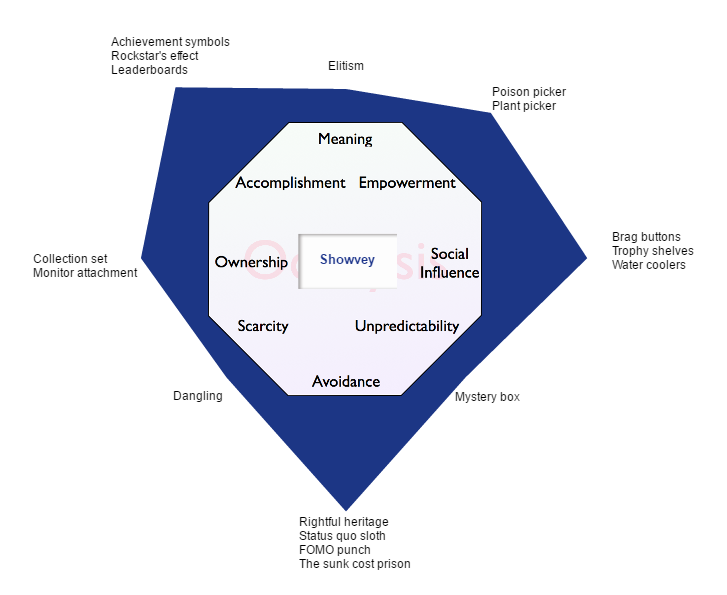 Achievement symbols
Rockstar's effect
Leaderboards
Elitism
Poison picker
Plant picker
Meaning
Accomplishment
Empowerment
Brag buttons
Trophy shelves
Water coolers
Collection set
Monitor attachment
Ownership
Showvey
Social
Influence
Scarcity
Unpredictability
Avoidance
Dangling
Mystery box
Rightful heritage
Status quo sloth
FOMO punch
The sunk cost prison